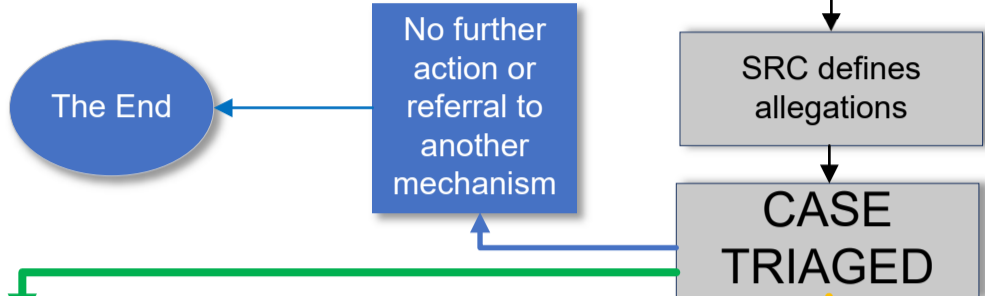 No further
action or
referral to
another
mechanism
The End
SRC defines
allegations
CASE
TRIAGED